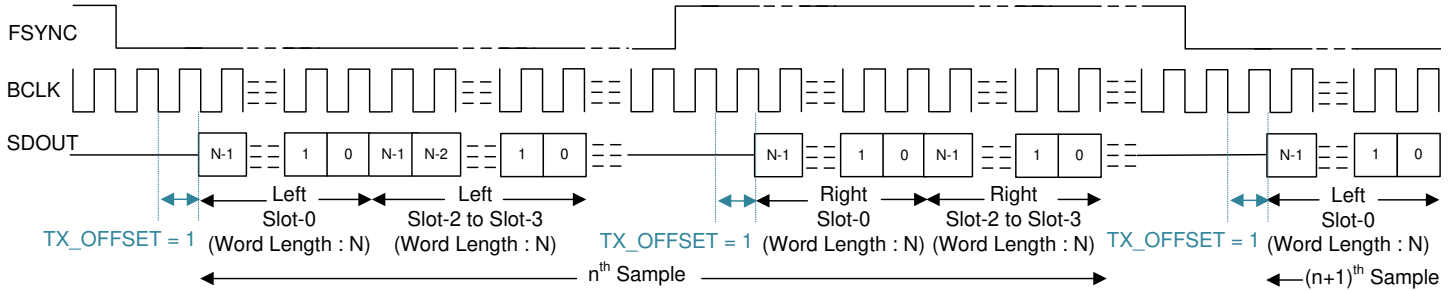 FSYNC
BCLK
SDOUT
N-1 1 0 N-1 N-2 1 0 N-1 1 0 N-1 1 0 N-1 1 0
Left
Slot-0
(Word Length : N)
Left
Slot-2 to Slot-3
(Word Length : N)
Right
Slot-0
(Word Length : N)
Right
Slot-2 to Slot-3
(Word Length : N)
Left
Slot-0
(Word Length : N)
TX_OFFSET = 1
TX_OFFSET = 1
TX_OFFSET = 1
nth Sample
(n+1)th Sample